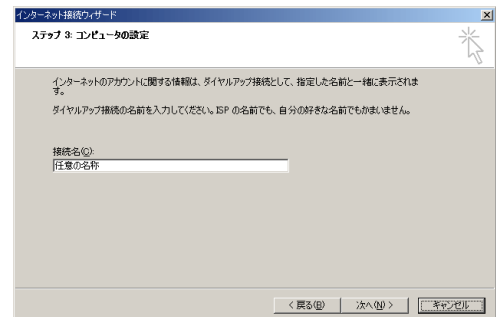 インターネット接続ウィザード
ステップ 3: コンピュータの設定
インターネットのアカウントに関する情報は、ダイヤルアップ接続として、指定した名前と一緒に表示されま
す。
ダイヤルアップ接続の名前を入力してください。ISP の名前でも、自分の好きな名前でもかまいません。
接続名(C):
任意の名称
< 戻る(B)
次へ(N) >
キャンセル